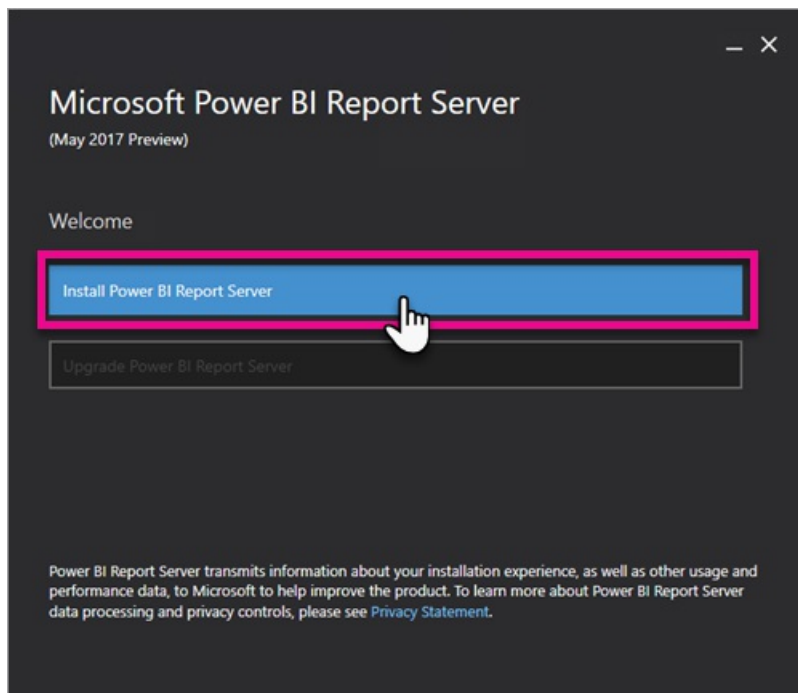 Microsoft Power BI Report Server
(May 2017 Preview)
Welcome
Install Power BI Report Server
Upgrade Power BI Report Server
Power BI Report Server transmits information about your installation experience, as well as other usage and
performance data, to Microsoft to help improve the product. To learn more about Power BI Report Server
data processing and privacy controls, please see Privacy Statement.